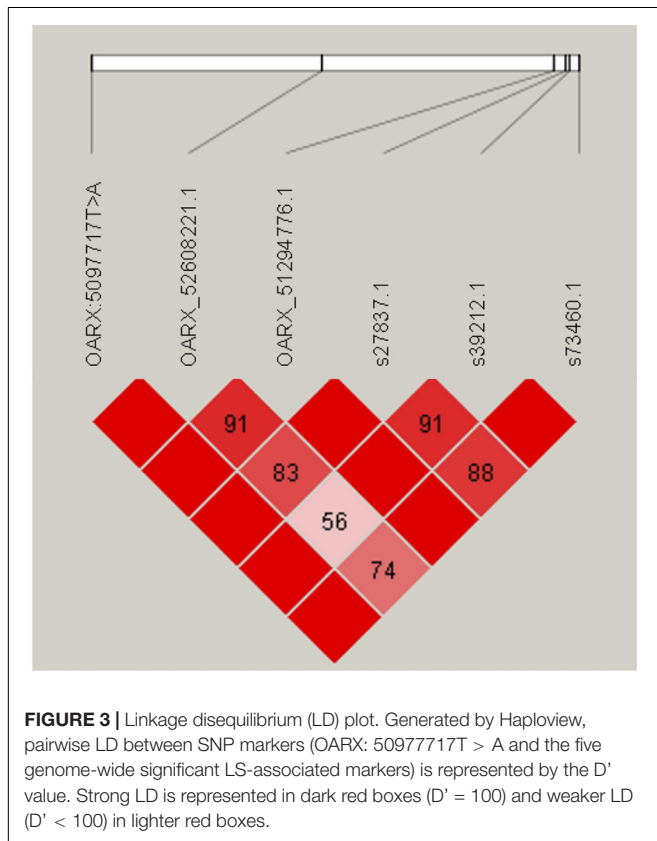 OARX:5097717T>A
OARX_52608221.1
OARX_51294776.1
s27837.1
s39212.1
s73460.1
91 91
83 88
56
74
FIGURE 3 | Linkage disequilibrium (LD) plot. Generated by Haploview,
pairwise LD between SNP markers (OARX: 50977717T > A and the five
genome-wide significant LS-associated markers) is represented by the D'
value. Strong LD is represented in dark red boxes (D' = 100) and weaker LD
(D' < 100) in lighter red boxes.